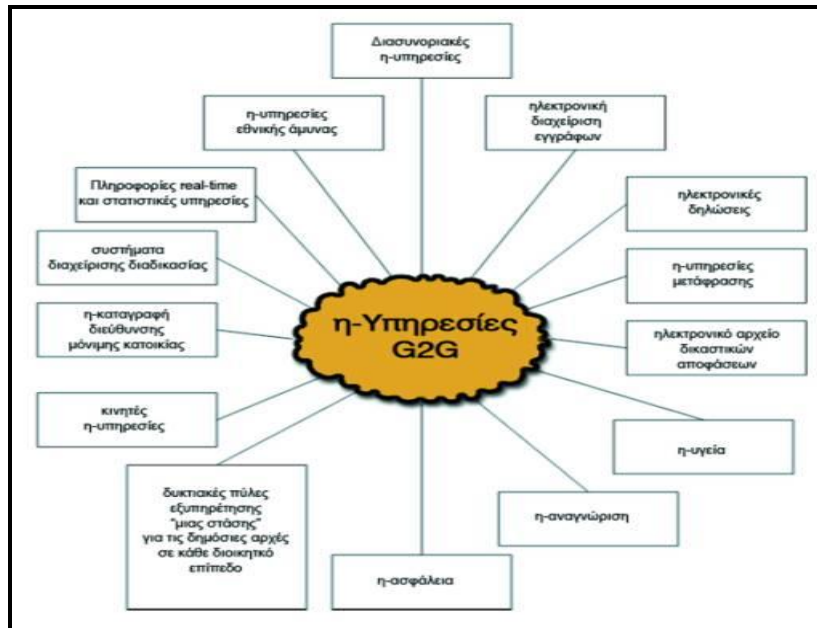 Διασυνοριακές
η-υπηρεσίες
η-υπηρεσίες
εθνικής άμυνας
ηλεκτρονική
διαχείριση
εγγράφων
Πληροφορίες real-time
και στατιστικές υπηρεσίες
ηλεκτρονικές
δηλώσεις
συστήματα
διαχείρισης διαδικασίας
η-υπηρεσίες
μετάφρασης
η-καταγραφή
διεύθυνσης
μόνιμης κατοικίας
η-Υπηρεσίες
G2G
ηλεκτρονικό αρχείο
δικαστικών
αποφάσεων
κινητές
η-υπηρεσίες
η-υγεία
δυκτιακές πύλες
εξυπηρέτησης
"μιας στάσης"
για τις δημόσιες αρχές
σε κάθε διοικητκό
επίπεδο
η-αναγνώριση
η-ασφάλεια